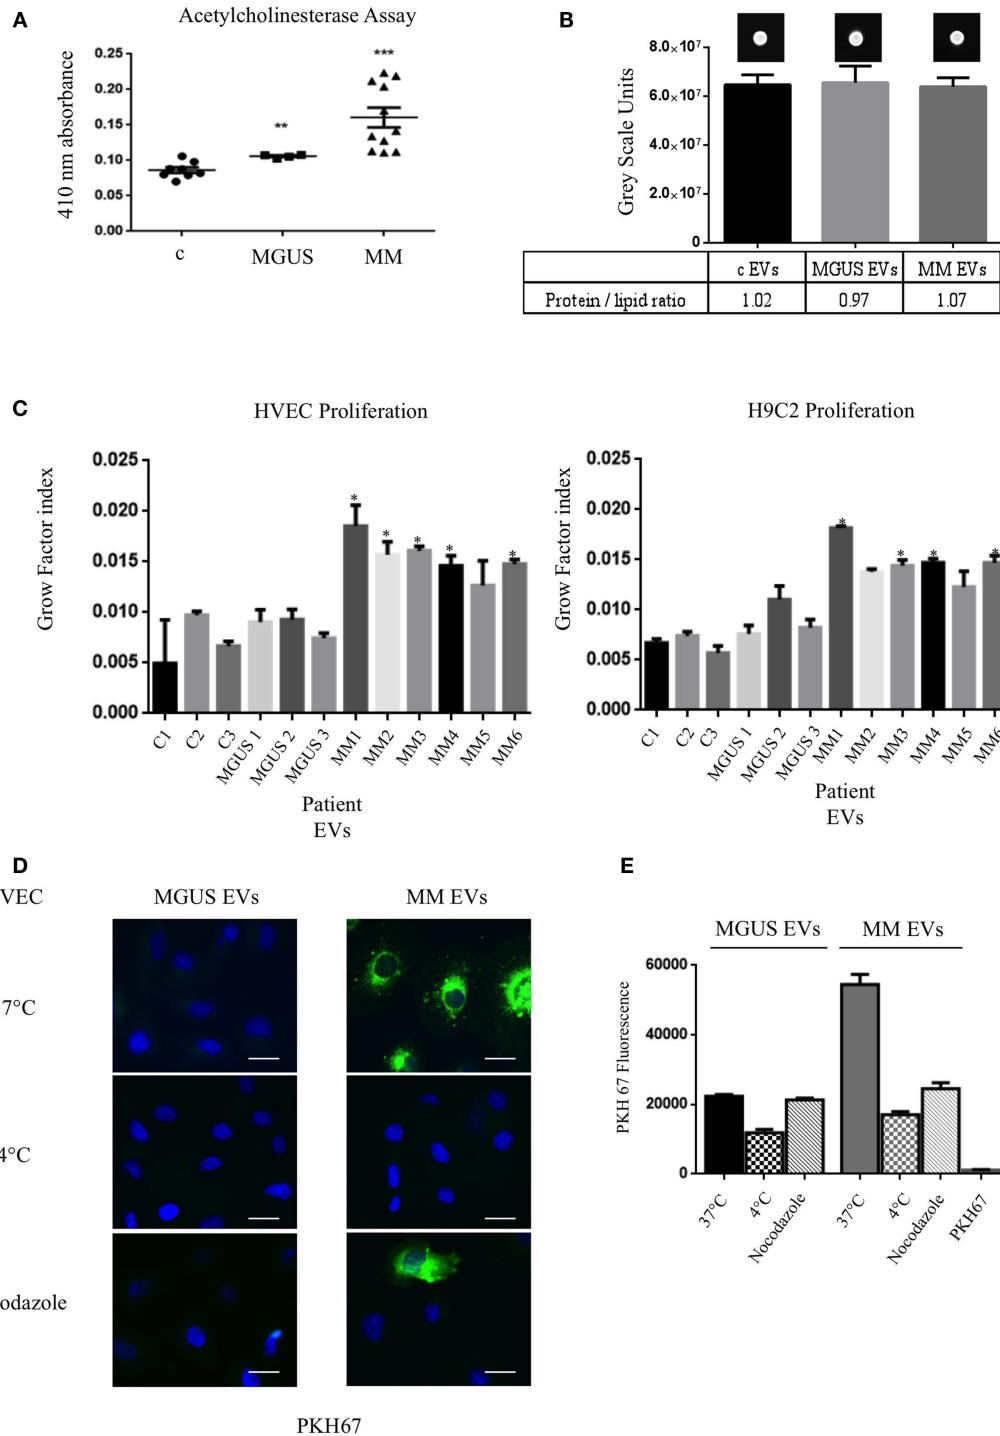 A
Acetylcholinesterase Assay
410 nm absorbance
0.25
0.20
0.15
0.10
0.05
0.00
**
***
c
MGUS
MM
B
Grey Scale Units
8.0×10⁷
6.0×10⁷
4.0×10⁷
2.0×10⁷
0
c EVs MGUS EVs MM EVs
Protein / lipid ratio 1.02 0.97 1.07
C
HVEC Proliferation
Grow Factor index
0.025
0.020
0.015
0.010
0.005
0.000
* * * * *
C1 C2 C3 MGUS 1 MGUS 2 MGUS 3 MM1 MM2 MM3 MM4 MM5 MM6
Patient
EVs
H9C2 Proliferation
Grow Factor index
0.025
0.020
0.015
0.010
0.005
0.000
* * * *
C1 C2 C3 MGUS 1 MGUS 2 MGUS 3 MM1 MM2 MM3 MM4 MM5 MM6
Patient
EVs
D
VEC MGUS EVs MM EVs
7°C
4°C
odazole
PKH67
E
MGUS EVs MM EVs
PKH 67 Fluorescence
60000
40000
20000
0
37°C 4°C Nocodazole 37°C 4°C Nocodazole PKH67